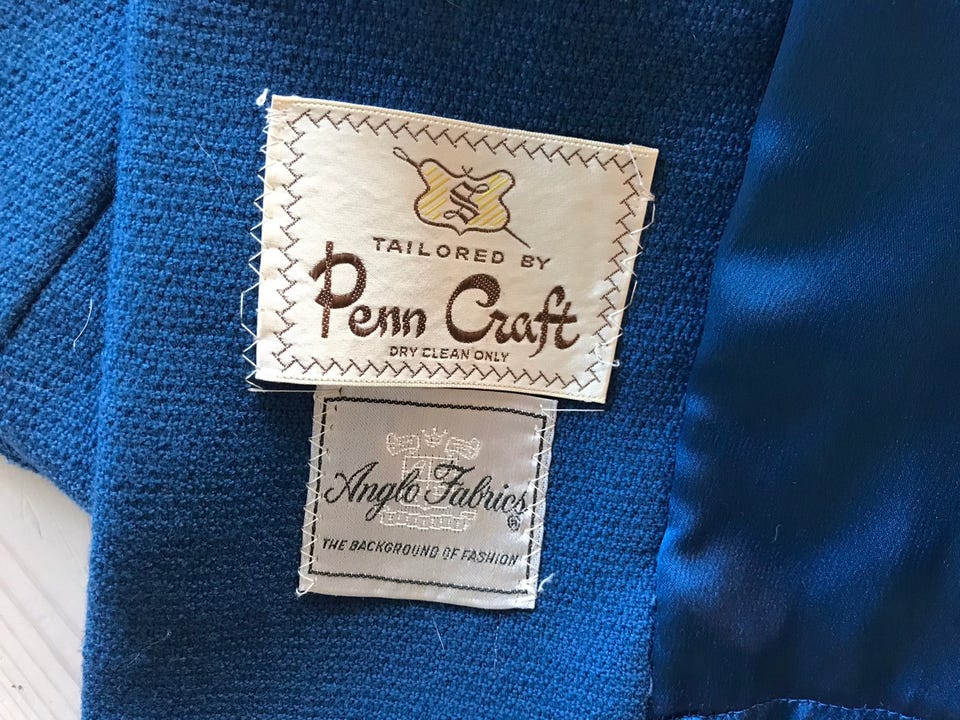 S
TAILORED BY
Penn Craft
DRY CLEAN ONLY
Anglo Fabrics
®
THE BACKGROUND OF FASHION